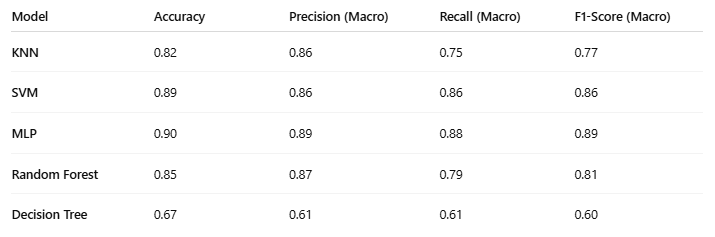 Model Accuracy Precision (Macro) Recall (Macro) F1-Score (Macro)
KNN 0.82 0.86 0.75 0.77
SVM 0.89 0.86 0.86 0.86
MLP 0.90 0.89 0.88 0.89
Random Forest 0.85 0.87 0.79 0.81
Decision Tree 0.67 0.61 0.61 0.60